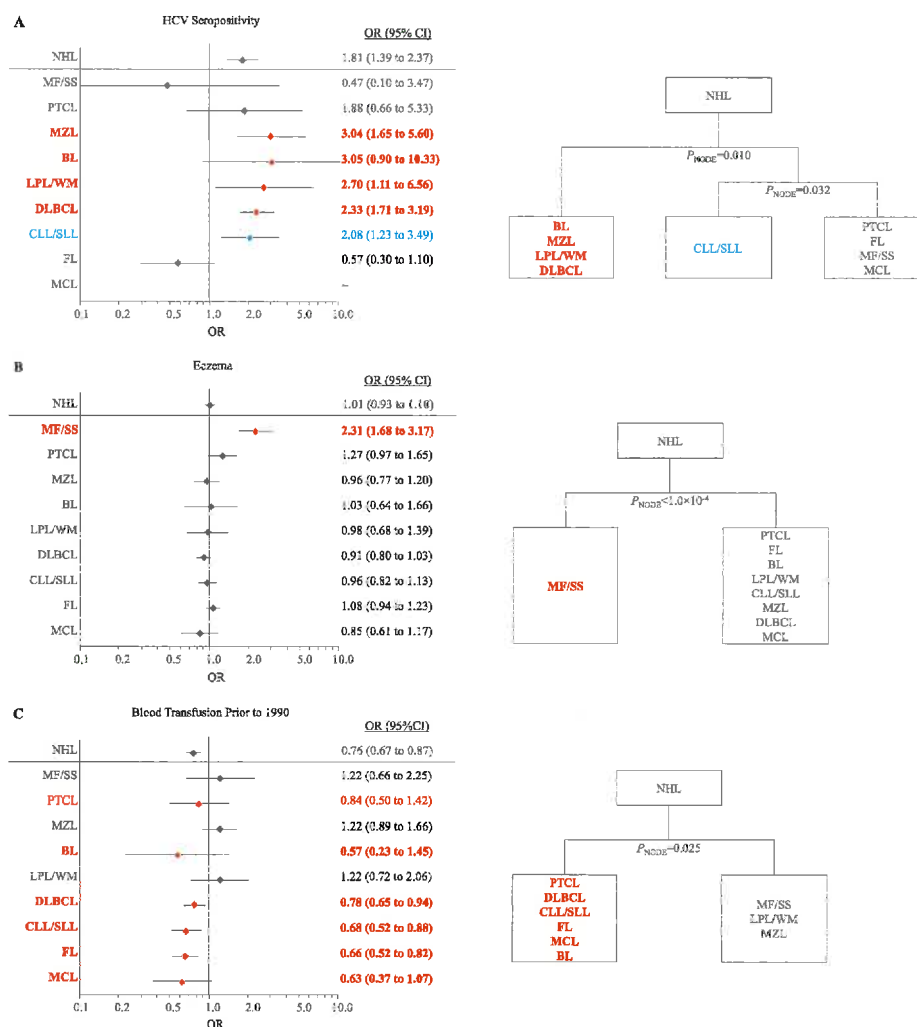 A
HCV Seropositivity
OR (95% CI)
NHL 1.81 (1.39 to 2.37)
MF/SS 0.47 (0.10 to 3.47)
PTCL 1.88 (0.66 to 5.33)
MZL 3.04 (1.65 to 5.60)
BL 3.05 (0.90 to 10.33)
LPL/WM 2.70 (1.11 to 6.56)
DLBCL 2.33 (1.71 to 3.19)
CLL/SLL 2.08 (1.23 to 3.49)
FL 0.57 (0.30 to 1.10)
MCL --
0.1 0.5 1.0 2.0 5.0 10.0
OR
NHL
PNODE=0.010
PNODE=0.032
BL
MZL
LPL/WM
DLBCL
CLL/SLL
PTCL
FL
MF/SS
MCL
B
Eczema
OR (95% CI)
NHL 1.01 (0.93 to
MF/SS 2.31 (1.68 to 3.17)
PTCL 1.27 (0.97 to 1.65)
MZL 0.96 (0.77 to 1.20)
BL 1.03 (0.64 to 1.66)
LPL/WM 0.98 (0.68 to 1.39)
DLBCL 0.91 (0.80 to 1.03)
CLL/SLL 0.96 (0.82 to 1.13)
FL 1.08 (0.94 to 1.23)
MCL 0.85 (0.61 to 1.17)
0.1 0.5 1.0 2.0 5.0 10.0
OR
NHL
PNODE<1.0×10-4
MF/SS
PTCL
FL
BL
LPL/WM
CLL/SLL
MZL
DLBCL
MCL
C
Blood Transfusion Prior to 1990
OR (95%CI)
NHL (0.67 to 0.87)
MF/SS 1.22 (0.66 to 2.25)
PTCL 0.84 (0.50 to 1.42)
MZL 1.22 (0.89 to 1.66)
BL 0.57 (0.23 to 1.45)
LPL/WM 1.22 (0.72 to 2.06)
DLBCL 0.78 (0.65 to 0.94)
CLL/SLL 0.68 (0.52 to 0.88)
FL 0.66 (0.52 to 0.82)
MCL 0.63 (0.37 to 1.07)
0.1 0.5 1.0 2.0 5.0 10.0
OR
NHL
PNODE=0.025
PTCL
DLBCL
CLL/SLL
FL
MCL
BL
MF/SS
LPL/WM
MZL